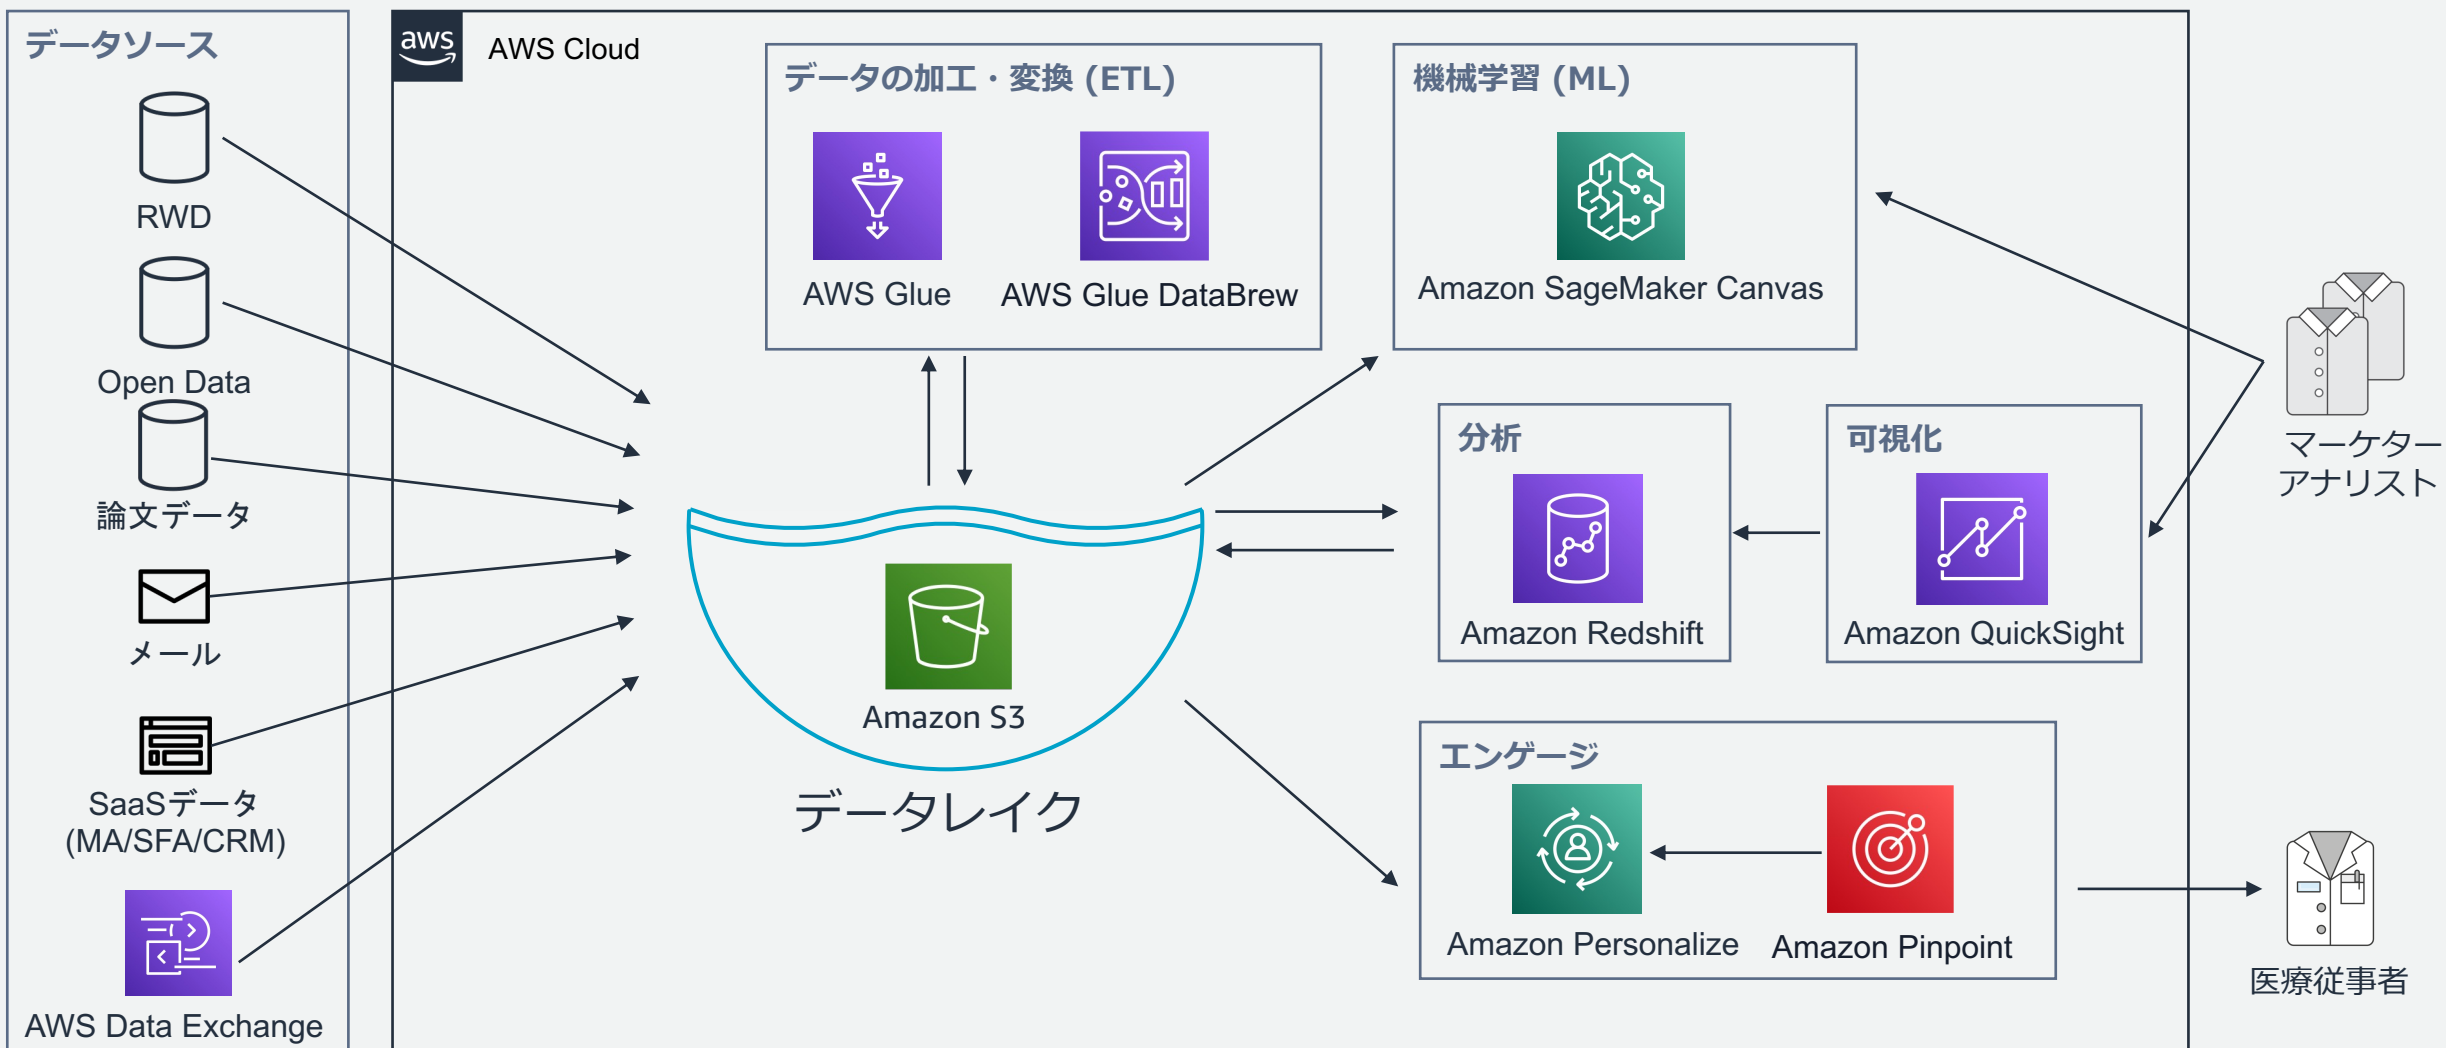 データソース
RWD
Open Data
論文データ
メール
SaaSデータ
(MA/SFA/CRM)
AWS Data Exchange
aws
AWS Cloud
データの加工・変換 (ETL)
AWS Glue
AWS Glue DataBrew
機械学習 (ML)
Amazon SageMaker Canvas
Amazon S3
データレイク
分析
Amazon Redshift
可視化
Amazon QuickSight
エンゲージ
Amazon Personalize
Amazon Pinpoint
マーケター
アナリスト
医療従事者